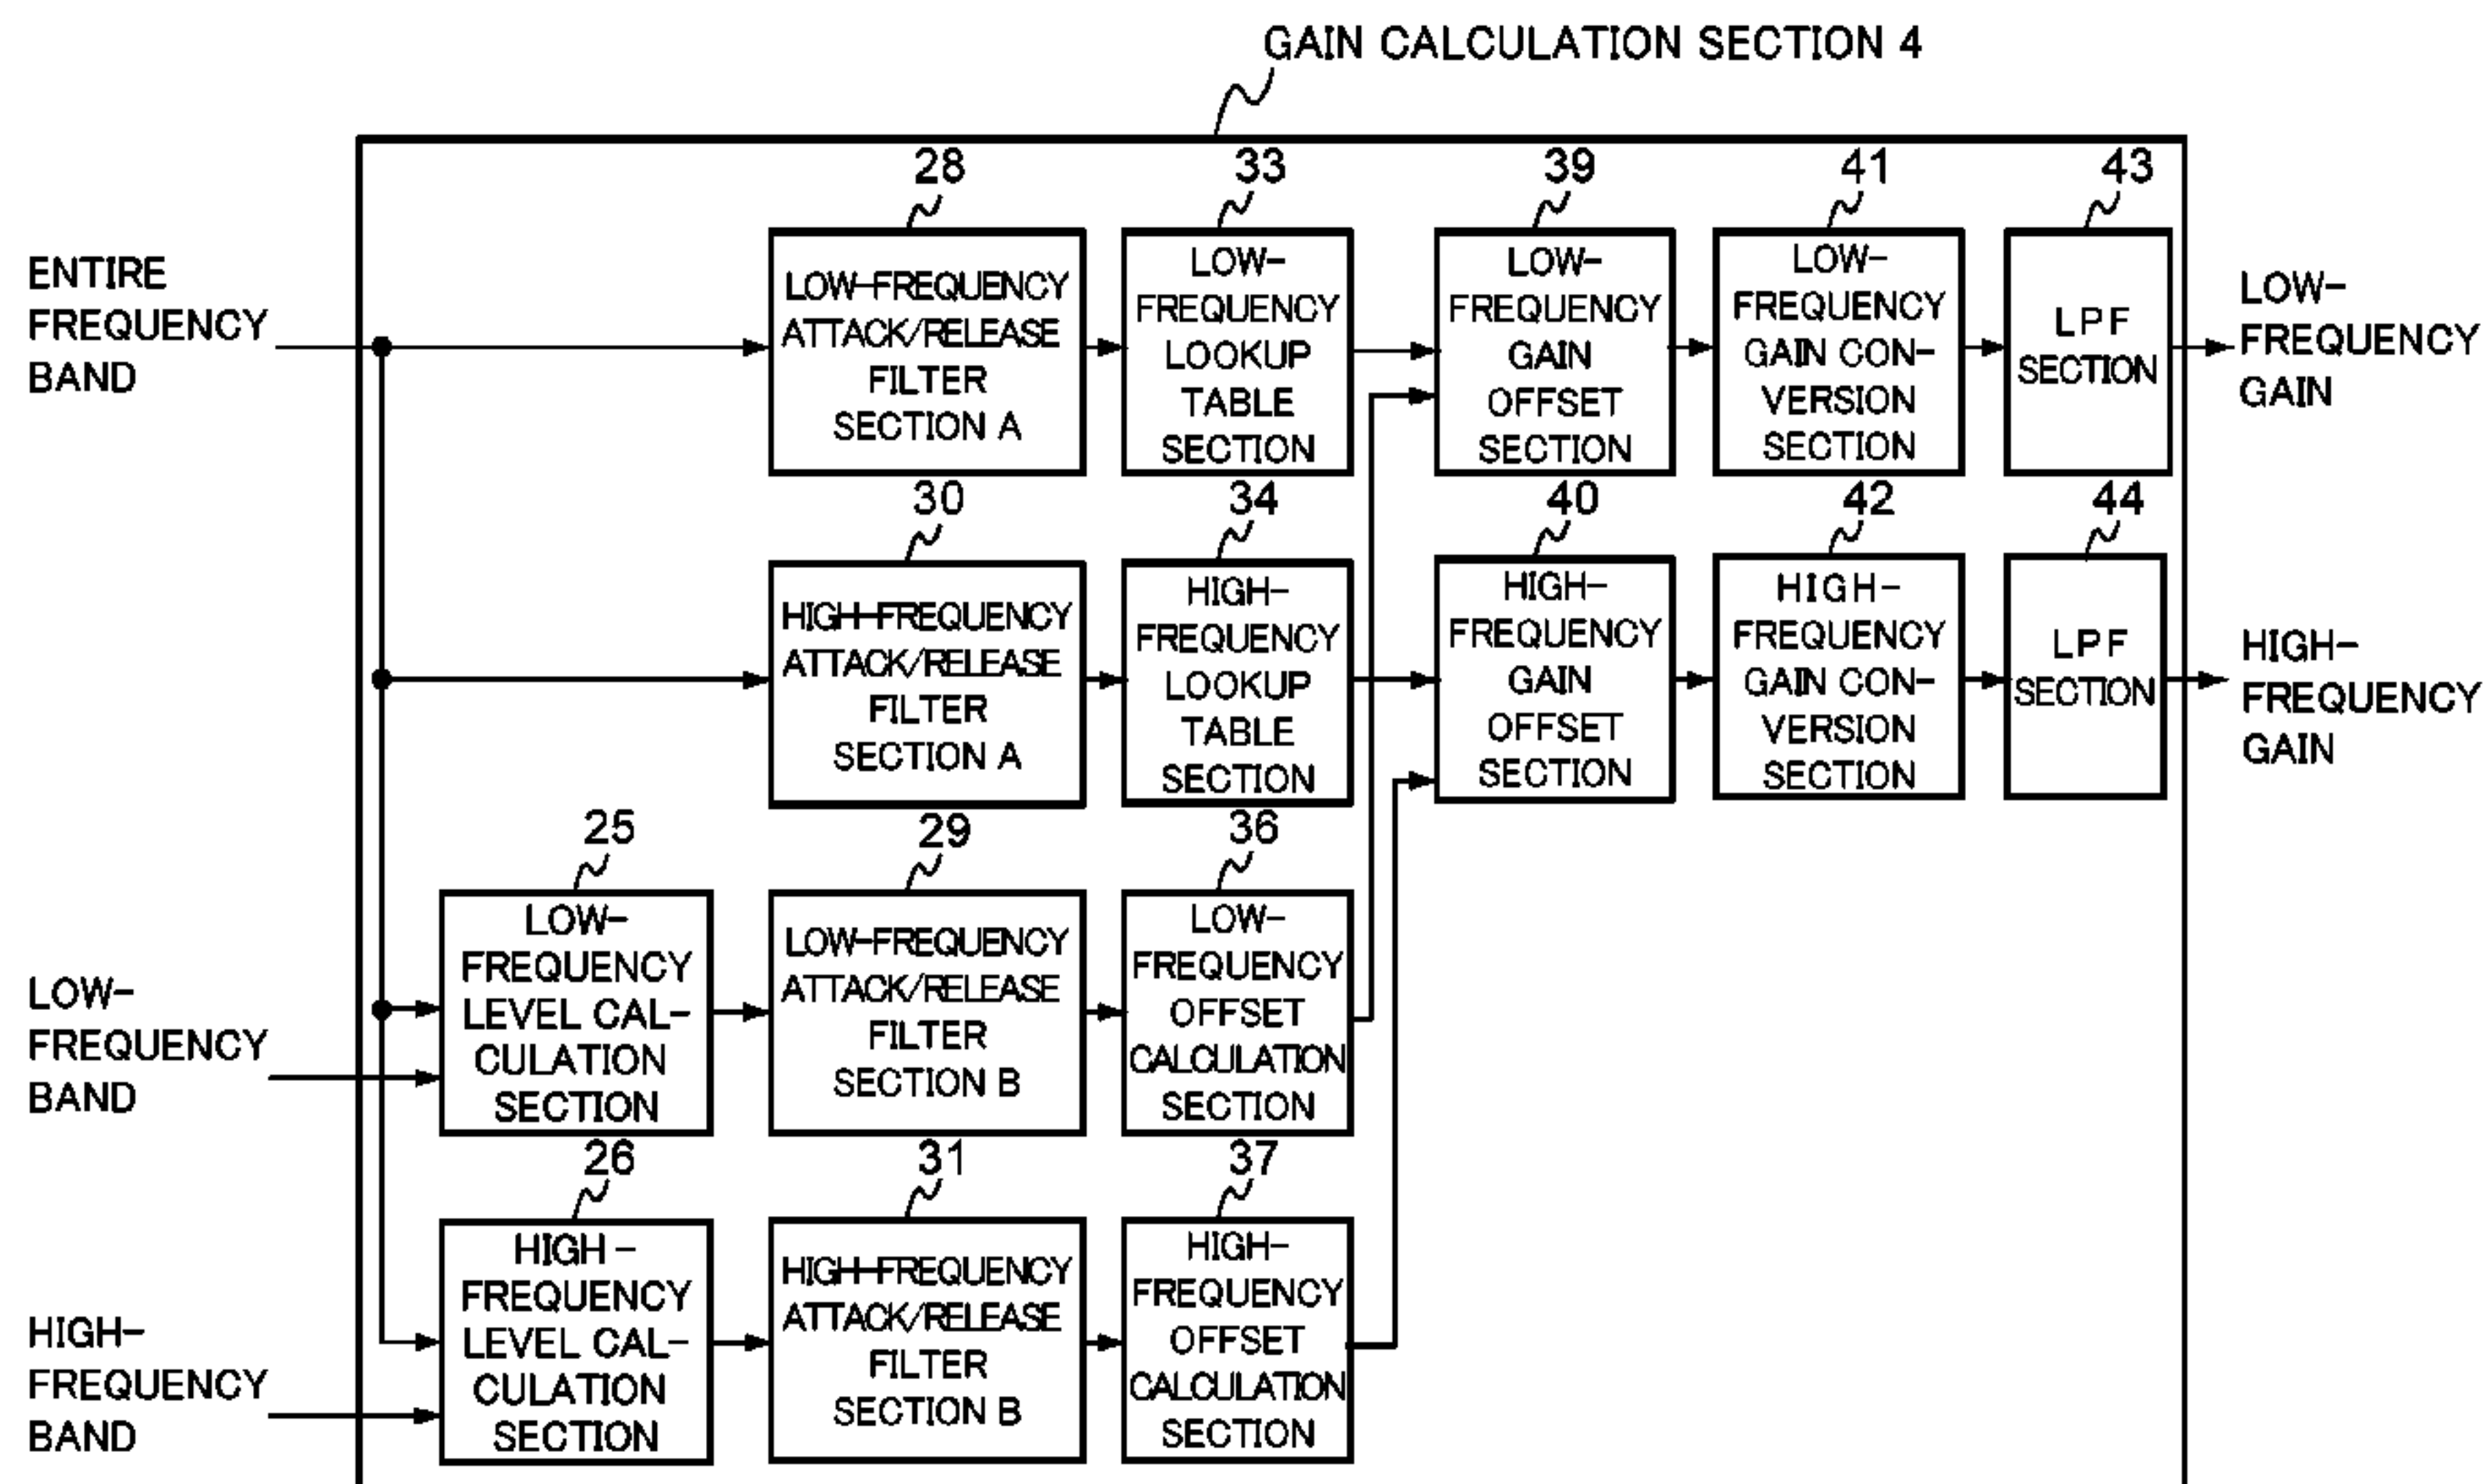 GAIN CALCULATION SECTION 4
28
33
39
41
43
ENTIRE
FREQUENCY
BAND
LOW-FREQUENCY
ATTACK/RELEASE
FILTER
SECTION A
LOW-
FREQUENCY
LOOKUP
TABLE
SECTION
LOW-
FREQUENCY
GAIN
OFFSET
SECTION
LOW-
FREQUENCY
GAIN CON-
VERSION
SECTION
LPF
SECTION
LOW-
FREQUENCY
GAIN
30
34
40
42
44
HIGH-FREQUENCY
ATTACK/RELEASE
FILTER
SECTION A
HIGH-
FREQUENCY
LOOKUP
TABLE
SECTION
HIGH-
FREQUENCY
GAIN
OFFSET
SECTION
HIGH-
FREQUENCY
GAIN CON-
VERSION
SECTION
LPF
SECTION
HIGH-
FREQUENCY
GAIN
25
29
36
LOW-
FREQUENCY
BAND
LOW-
FREQUENCY
LEVEL CAL-
CULATION
SECTION
LOW-FREQUENCY
ATTACK/RELEASE
FILTER
SECTION B
LOW-
FREQUENCY
OFFSET
CALCULATION
SECTION
26
31
37
HIGH-
FREQUENCY
BAND
HIGH-
FREQUENCY
LEVEL CAL-
CULATION
SECTION
HIGH-FREQUENCY
ATTACK/RELEASE
FILTER
SECTION B
HIGH-
FREQUENCY
OFFSET
CALCULATION
SECTION